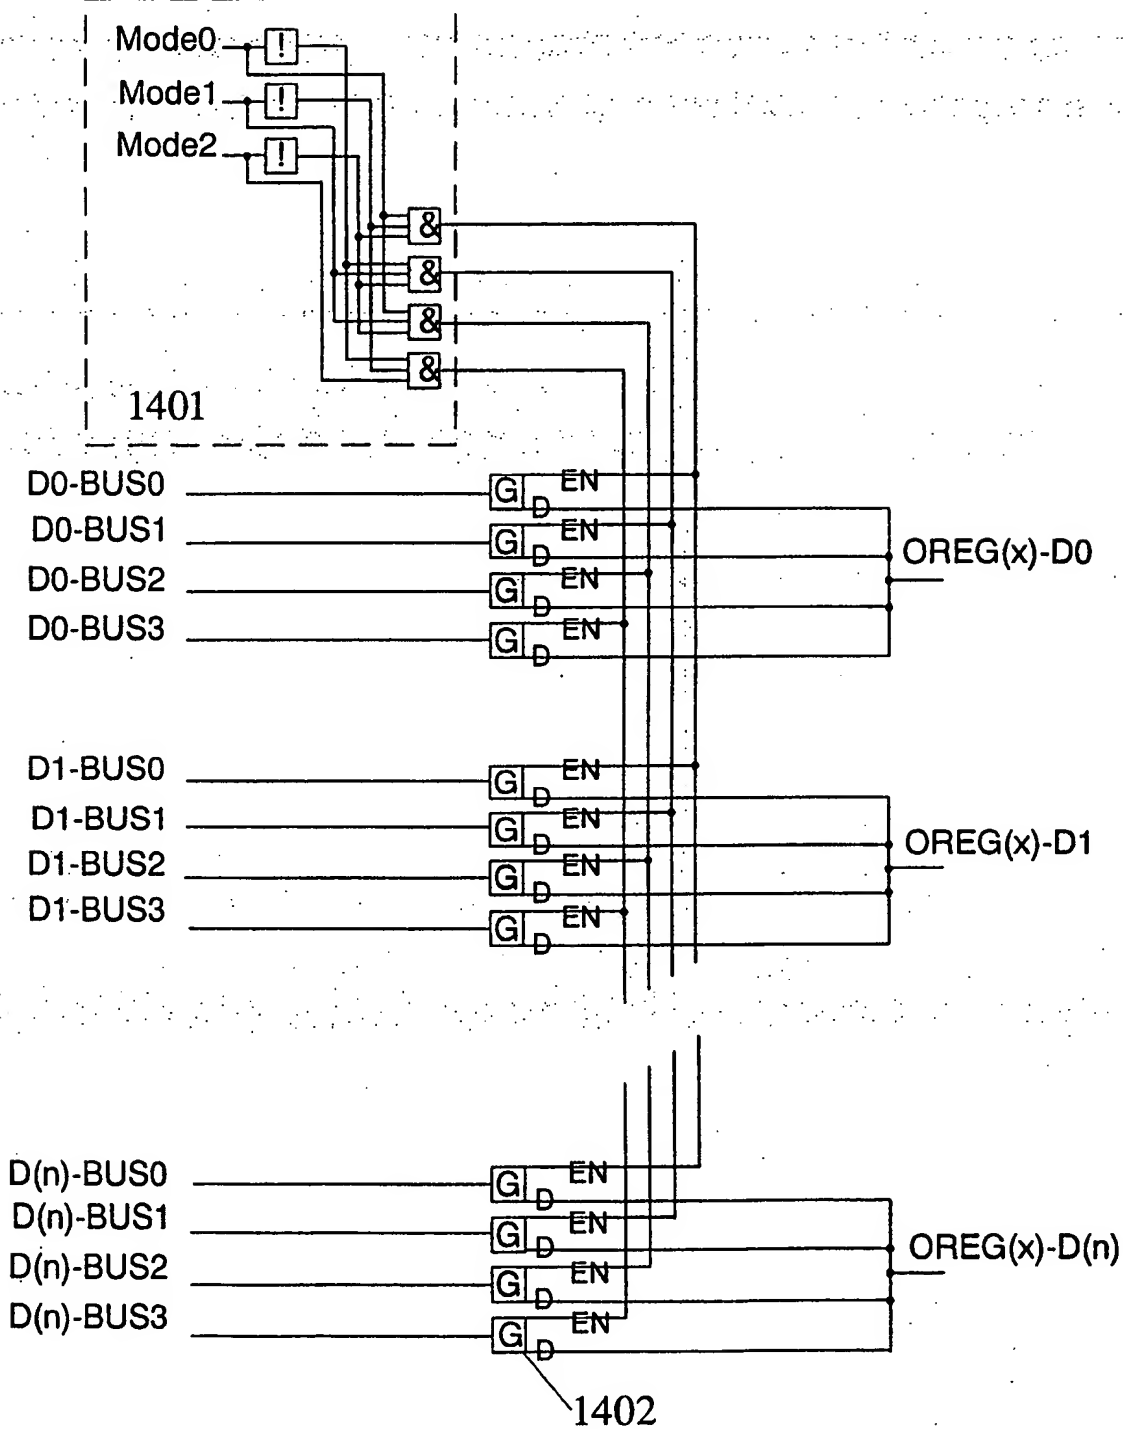 Mode0 !
Mode1 !
Mode2 !
&
&
&
&
1401
D0-BUS0 G EN D
D0-BUS1 G EN D
D0-BUS2 G EN D
D0-BUS3 G EN D
OREG(x)-D0
D1-BUS0 G EN D
D1-BUS1 G EN D
D1-BUS2 G EN D
D1-BUS3 G EN D
OREG(x)-D1
D(n)-BUS0 G EN D
D(n)-BUS1 G EN D
D(n)-BUS2 G EN D
D(n)-BUS3 G EN D
OREG(x)-D(n)
1402